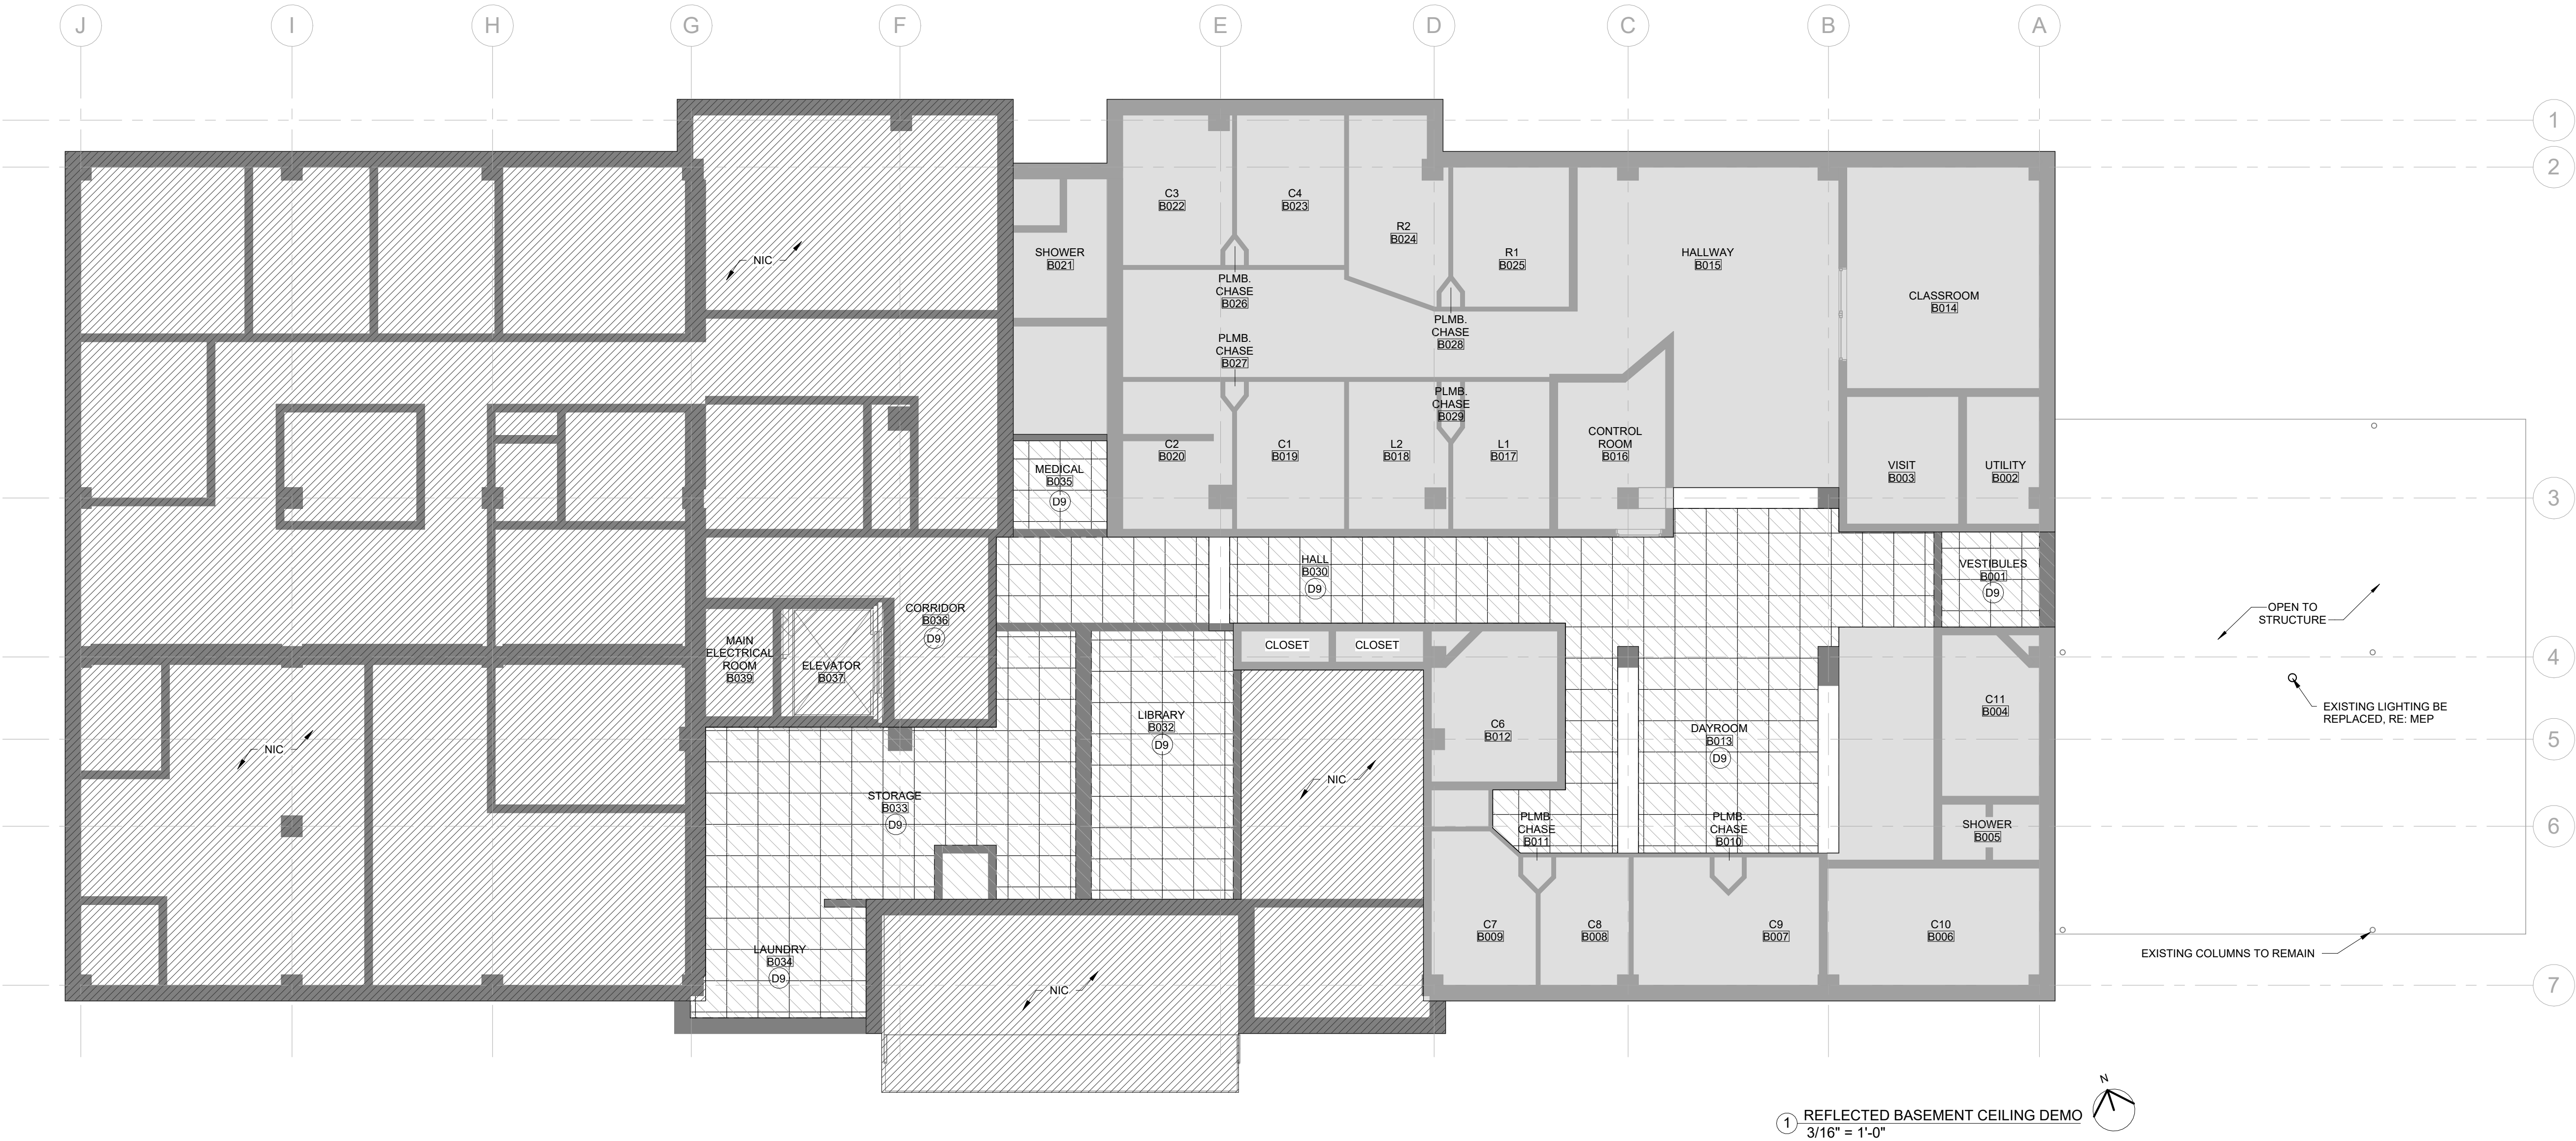 J
I
H
G
F
E
D
C
B
A
1
2
3
4
5
6
7
NIC
SHOWER
B021
C3
B022
C4
B023
R2
B024
R1
B025
HALLWAY
B015
CLASSROOM
B014
PLMB.
CHASE
B026
PLMB.
CHASE
B027
PLMB.
CHASE
B028
PLMB.
CHASE
B029
MEDICAL
B035
D9
C2
B020
C1
B019
L2
B018
L1
B017
CONTROL
ROOM
B016
VISIT
B003
UTILITY
B002
HALL
B030
D9
VESTIBULES
B001
D9
OPEN TO
STRUCTURE
CORRIDOR
B036
D9
MAIN
ELECTRICAL
ROOM
B039
ELEVATOR
B037
CLOSET
CLOSET
LIBRARY
B032
D9
C6
B012
DAYROOM
B013
D9
C11
B004
EXISTING LIGHTING BE
REPLACED, RE: MEP
NIC
NIC
STORAGE
B033
D9
PLMB.
CHASE
B011
PLMB.
CHASE
B010
SHOWER
B005
C7
B009
C8
B008
C9
B007
C10
B006
LAUNDRY
B034
D9
NIC
EXISTING COLUMNS TO REMAIN
N
1 REFLECTED BASEMENT CEILING DEMO
3/16" = 1'-0"